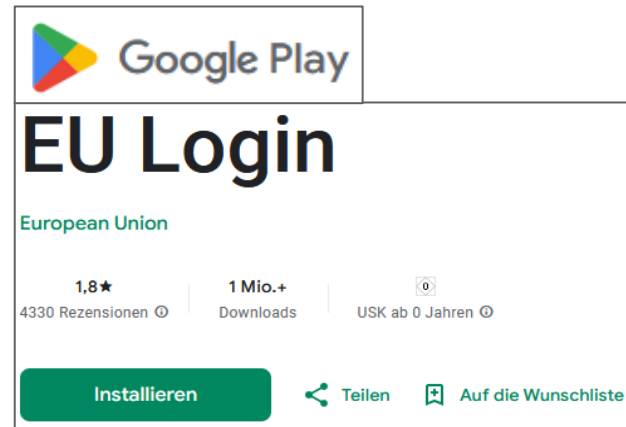 Google Play
EU Login
European Union
1,8★ 1 Mio.+ 0
4330 Rezensionen Downloads USK ab 0 Jahren
Installieren Teilen Auf die Wunschliste